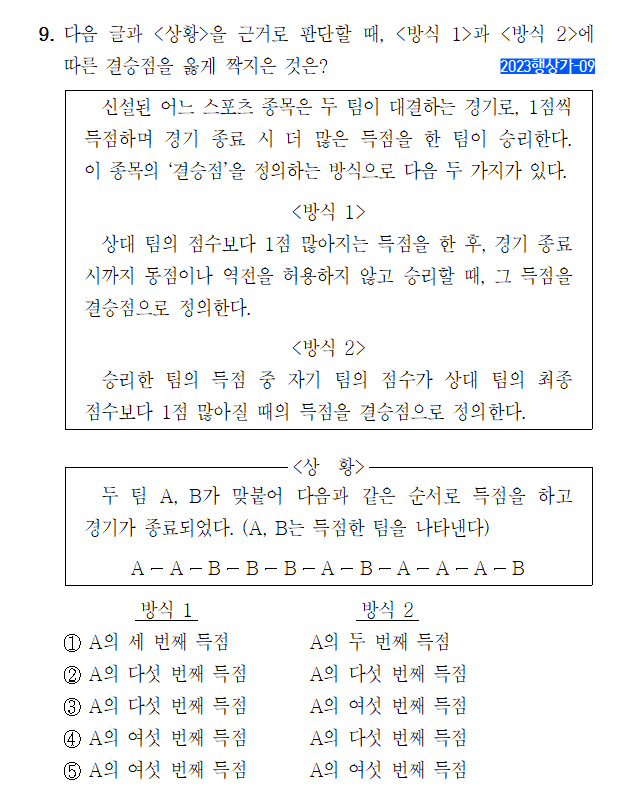 9. 다음 글과 <상황>을 근거로 판단할 때, <방식 1>과 <방식 2>에
따른 결승점을 옳게 짝지은 것은?
2023행상가-09
신설된 어느 스포츠 종목은 두 팀이 대결하는 경기로, 1점씩
득점하며 경기 종료 시 더 많은 득점을 한 팀이 승리한다.
이 종목의 ‘결승점’을 정의하는 방식으로 다음 두 가지가 있다.
<방식 1>
상대 팀의 점수보다 1점 많아지는 득점을 한 후, 경기 종료
시까지 동점이나 역전을 허용하지 않고 승리할 때, 그 득점을
결승점으로 정의한다.
<방식 2>
승리한 팀의 득점 중 자기 팀의 점수가 상대 팀의 최종
점수보다 1점 많아질 때의 득점을 결승점으로 정의한다.
<상 황>
두 팀 A, B가 맞붙어 다음과 같은 순서로 득점을 하고
경기가 종료되었다. (A, B는 득점한 팀을 나타낸다)
A − A − B − B − B − A − B − A − A − A − B
방식 1 방식 2
① A의 세 번째 득점 A의 두 번째 득점
② A의 다섯 번째 득점 A의 다섯 번째 득점
③ A의 다섯 번째 득점 A의 여섯 번째 득점
④ A의 여섯 번째 득점 A의 다섯 번째 득점
⑤ A의 여섯 번째 득점 A의 여섯 번째 득점